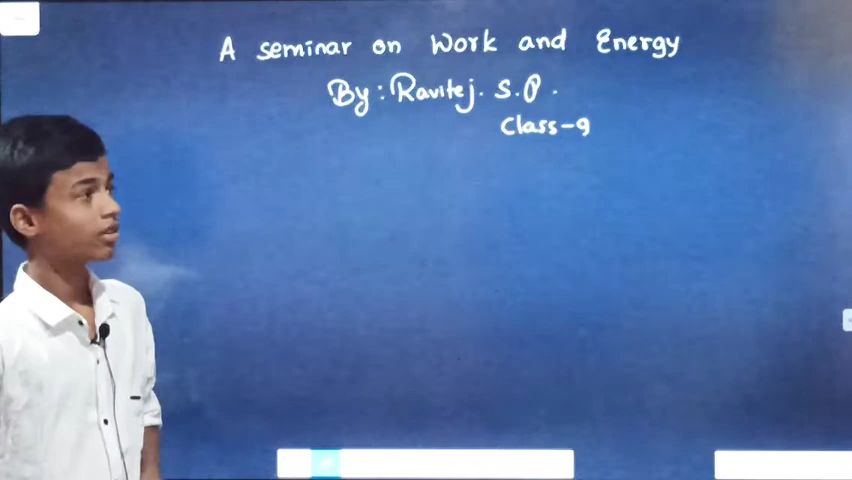 A seminar on Work and Energy
By: Ravitej. S.P.
Class-9